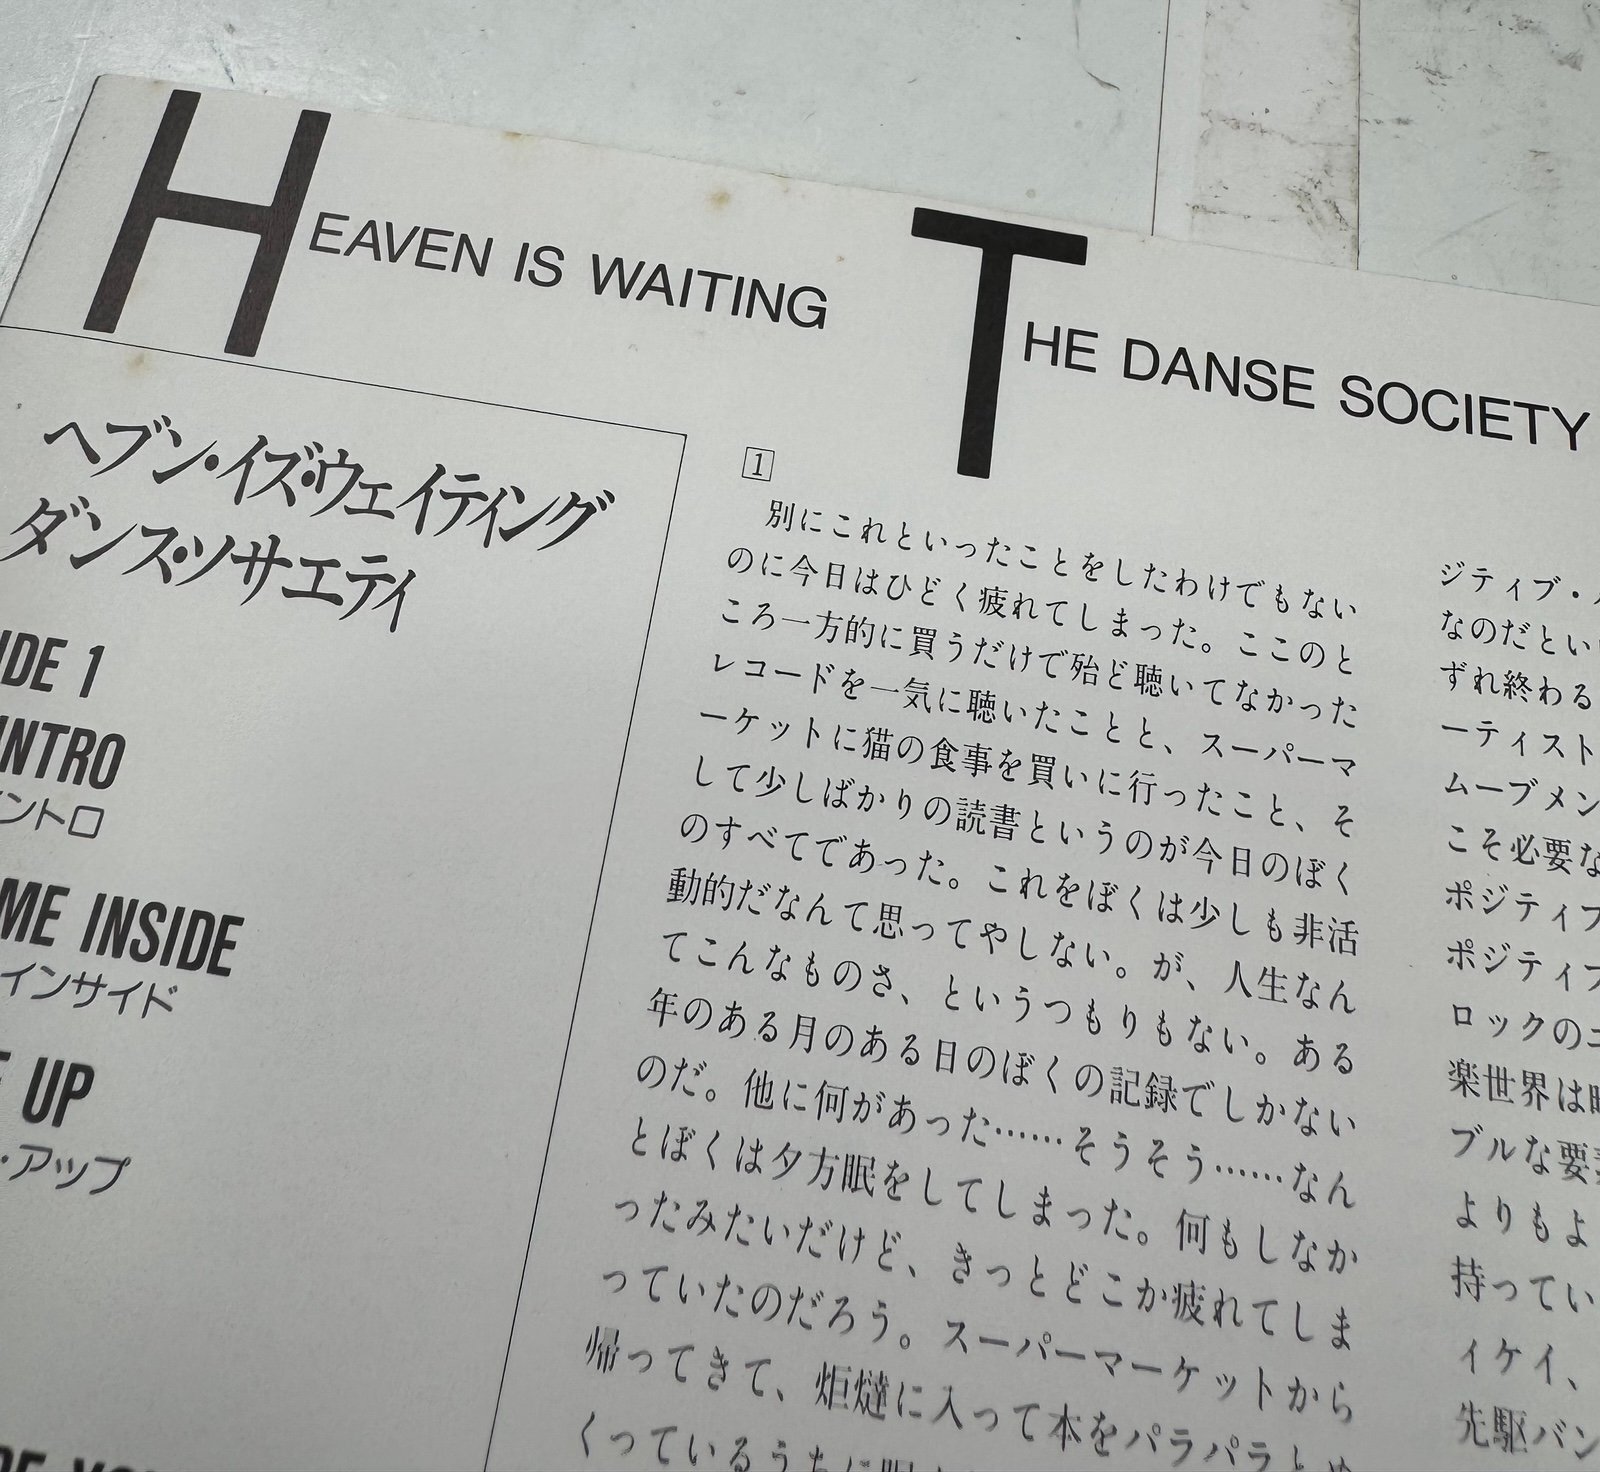 HEAVEN IS WAITING THE DANSE SOCIETY
ヘブン・イズ・ウェイティング
ダンス・ソサエティ
INTRO
ントロ
INSIDE
インサイド
UP
・アップ
1
別にこれといったことをしたわけでもない
のに今日はひどく疲れてしまった。ここのと
ころ一方的に買うだけで殆ど聴いてなかった
レコードを一気に聴いたことと、スーパーマ
ーケットに猫の食事を買いに行ったこと、そ
して少しばかりの読書というのが今日のぼく
のすべてであった。これをぼくは少しも非活
動的だなんて思ってやしない。が、人生なん
てこんなものさ、というつもりもない。ある
年のある月のある日のぼくの記録でしかない
のだ。他に何があった……そうそう……なん
とぼくは夕方眠をしてしまった。何もしなか
ったみたいだけど、きっとどこか疲れてしま
っていたのだろう。スーパーマーケットから
帰ってきて、炬燵に入って本をパラパラと
くっているうちに
ジティブ・
なのだとい
ずれ終わる
ーティスト
ムーブメン
こそ必要な
ポジティブ
ポジティブ
ロックの
楽世界は
ブルな要
よりもよ
持ってい
ィケイ、
先駆バン